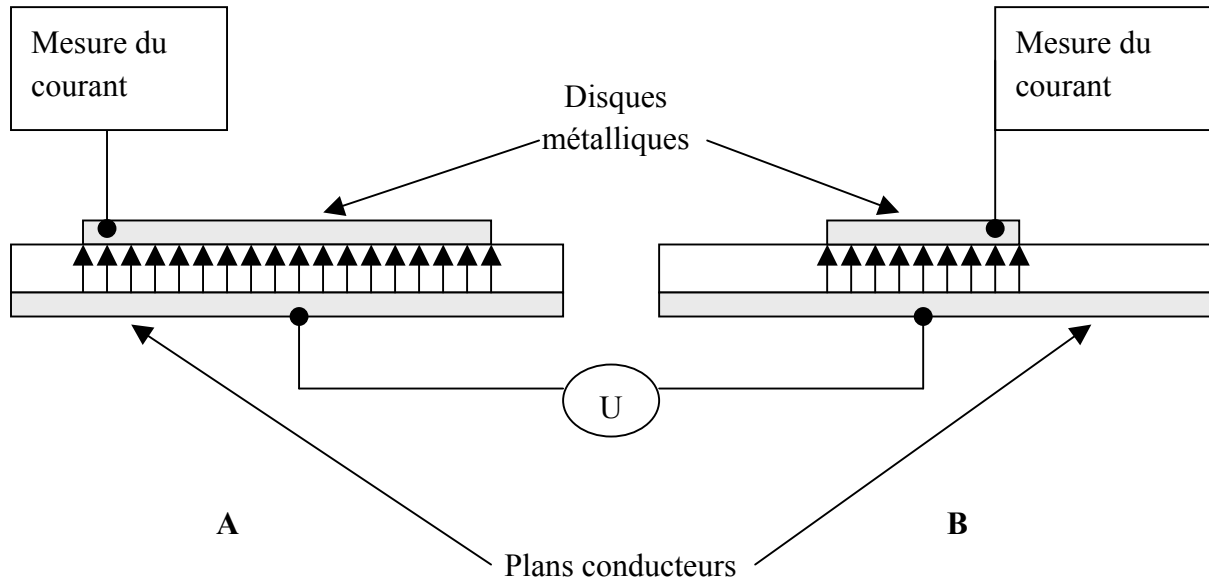 Mesure du
courant
Mesure du
courant
Disques
métalliques
U
A
B
Plans conducteurs